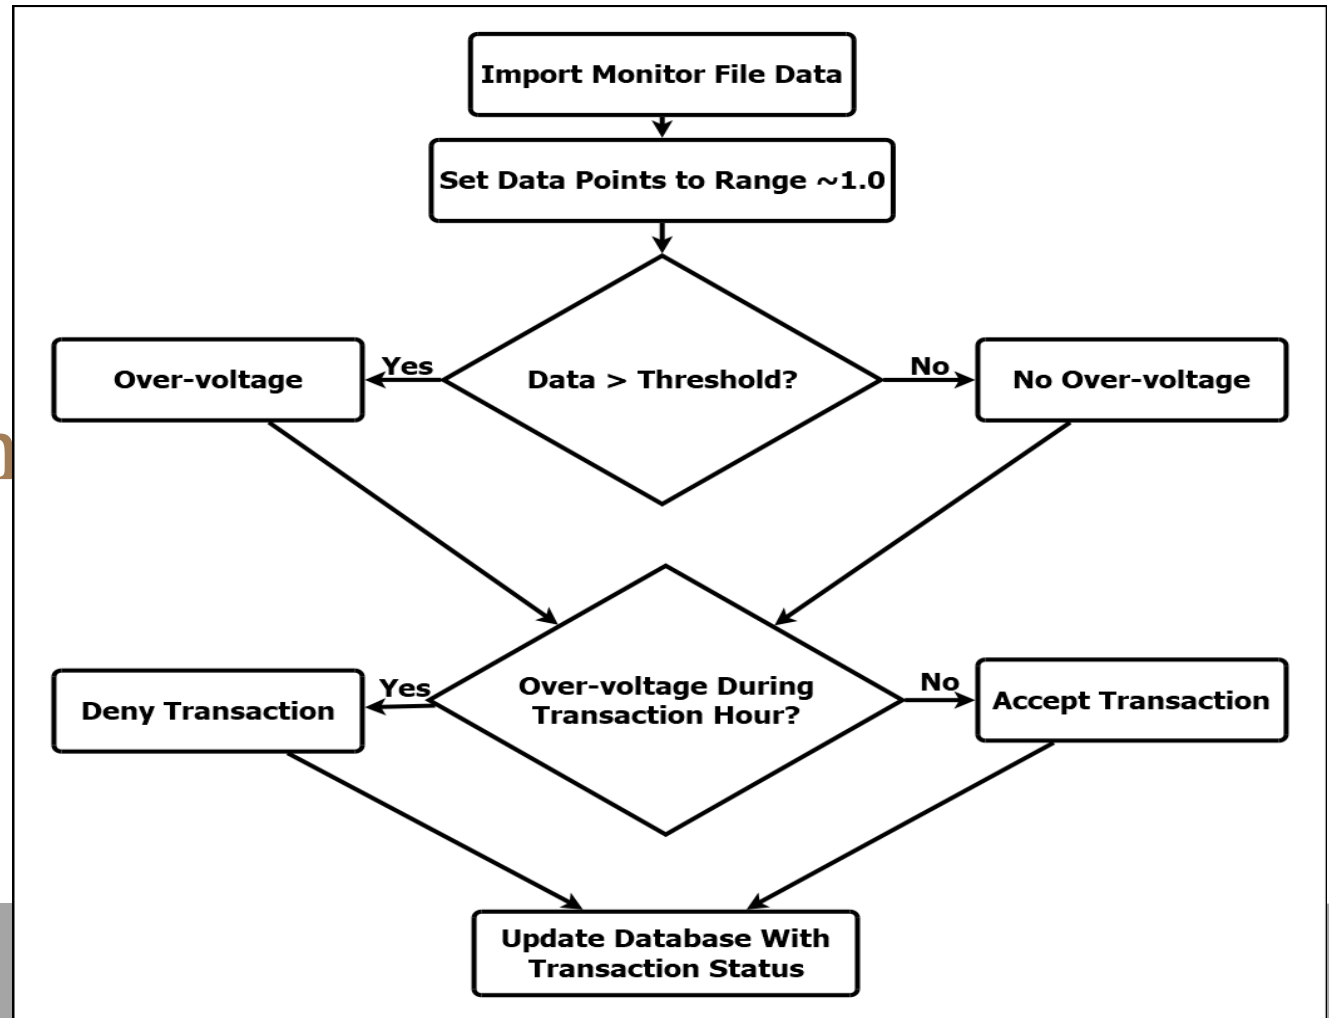 Import Monitor File Data
Set Data Points to Range ~1.0
Yes
No
Over-voltage
Data > Threshold?
No Over-voltage
Yes
No
Over-voltage During
Transaction Hour?
Deny Transaction
Accept Transaction
Update Database With
Transaction Status